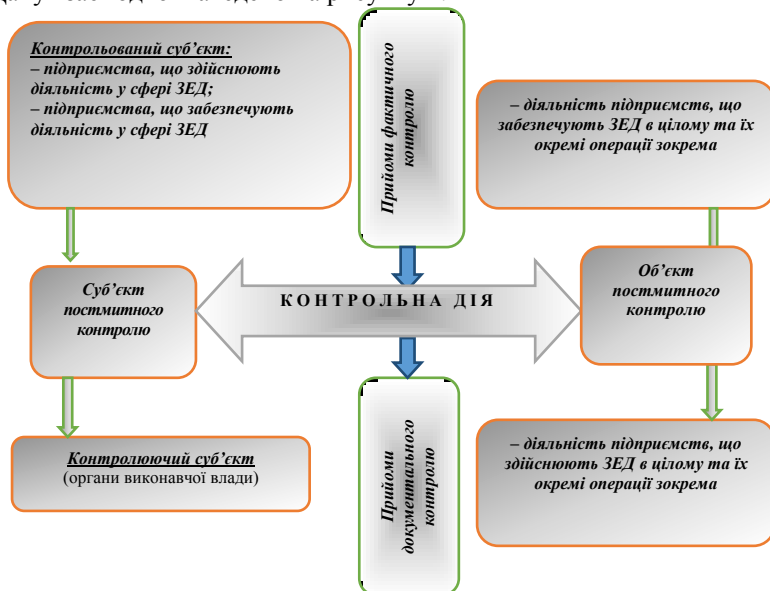 Контрольований суб’єкт:
– підприємства, що здійснюють
діяльність у сфері ЗЕД;
– підприємства, що забезпечують
діяльність у сфері ЗЕД
Прийоми фактичного
контролю
– діяльність підприємств, що
забезпечують ЗЕД в цілому та їх
окремі операції зокрема
Суб’єкт
постмитного
контролю
КОНТРОЛЬНА ДІЯ
Об’єкт
постмитного
контролю
Контролюючий суб’єкт
(органи виконавчої влади)
Прийоми
документального
контролю
– діяльність підприємств, що
здійснюють ЗЕД в цілому та їх
окремі операції зокрема